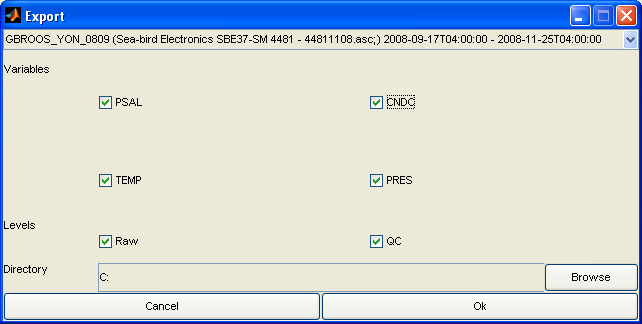 Export
GBROOS_YON_0809 (Sea-bird Electronics SBE37-SM 4481 - 44811108.asc;) 2008-09-17T04:00:00 - 2008-11-25T04:00:00
Variables
PSAL CNDC
TEMP PRES
Levels
Raw QC
Directory C: Browse
Cancel Ok